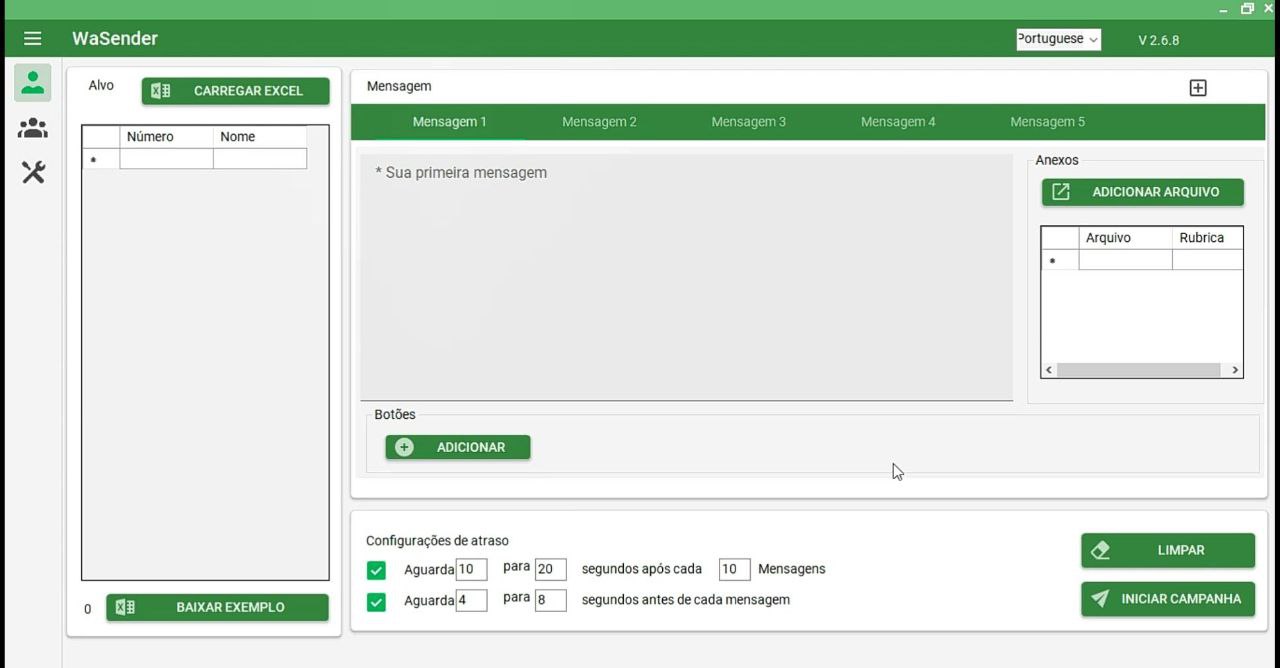 WaSender
Portuguese
V 2.6.8
Alvo
CARREGAR EXCEL
Número Nome
*
0
BAIXAR EXEMPLO
Mensagem
Mensagem 1 Mensagem 2 Mensagem 3 Mensagem 4 Mensagem 5
* Sua primeira mensagem
Anexos
ADICIONAR ARQUIVO
Arquivo Rubrica
*
Botões
ADICIONAR
Configurações de atraso
Aguarda 10 para 20 segundos após cada 10 Mensagens
Aguarda 4 para 8 segundos antes de cada mensagem
LIMPAR
INICIAR CAMPANHA